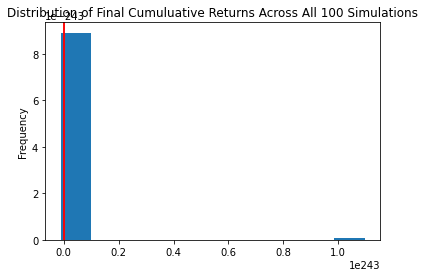 Distribution of Final Cumuluative Returns Across All 100 Simulations
1e−243
8
6
4
2
0
Frequency
0.0 0.2 0.4 0.6 0.8 1.0
1e243